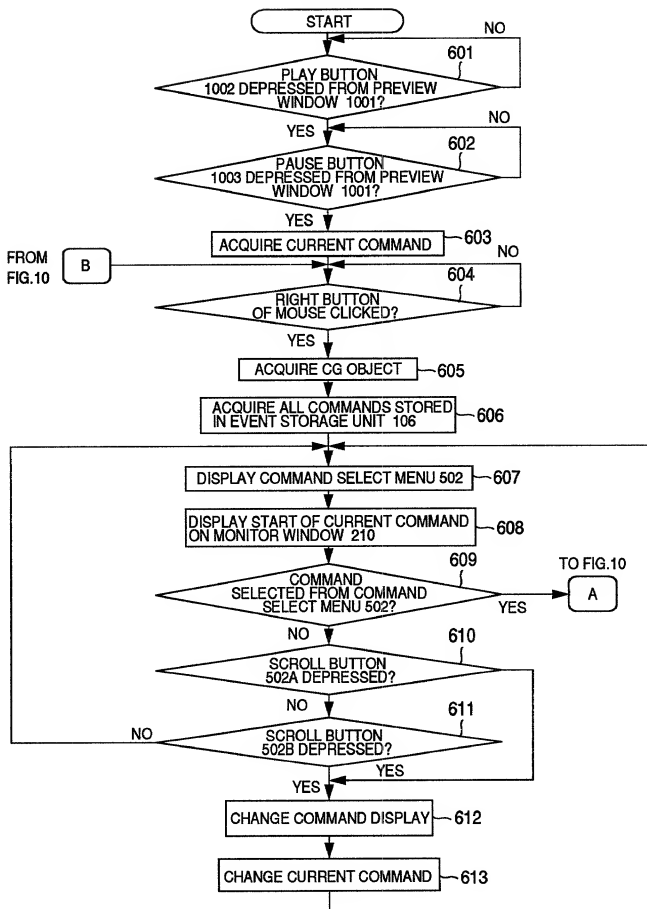 START
NO
601
PLAY BUTTON
1002 DEPRESSED FROM PREVIEW
WINDOW 1001?
YES
NO
602
PAUSE BUTTON
1003 DEPRESSED FROM PREVIEW
WINDOW 1001?
YES
ACQUIRE CURRENT COMMAND
603
FROM
FIG.10
B
NO
604
RIGHT BUTTON
OF MOUSE CLICKED?
YES
ACQUIRE CG OBJECT
605
ACQUIRE ALL COMMANDS STORED
IN EVENT STORAGE UNIT 106
606
DISPLAY COMMAND SELECT MENU 502
607
DISPLAY START OF CURRENT COMMAND
ON MONITOR WINDOW 210
608
609
TO FIG.10
COMMAND
SELECTED FROM COMMAND
SELECT MENU 502?
YES
A
NO
610
SCROLL BUTTON
502A DEPRESSED?
NO
611
NO
SCROLL BUTTON
502B DEPRESSED?
YES
YES
CHANGE COMMAND DISPLAY
612
CHANGE CURRENT COMMAND
613